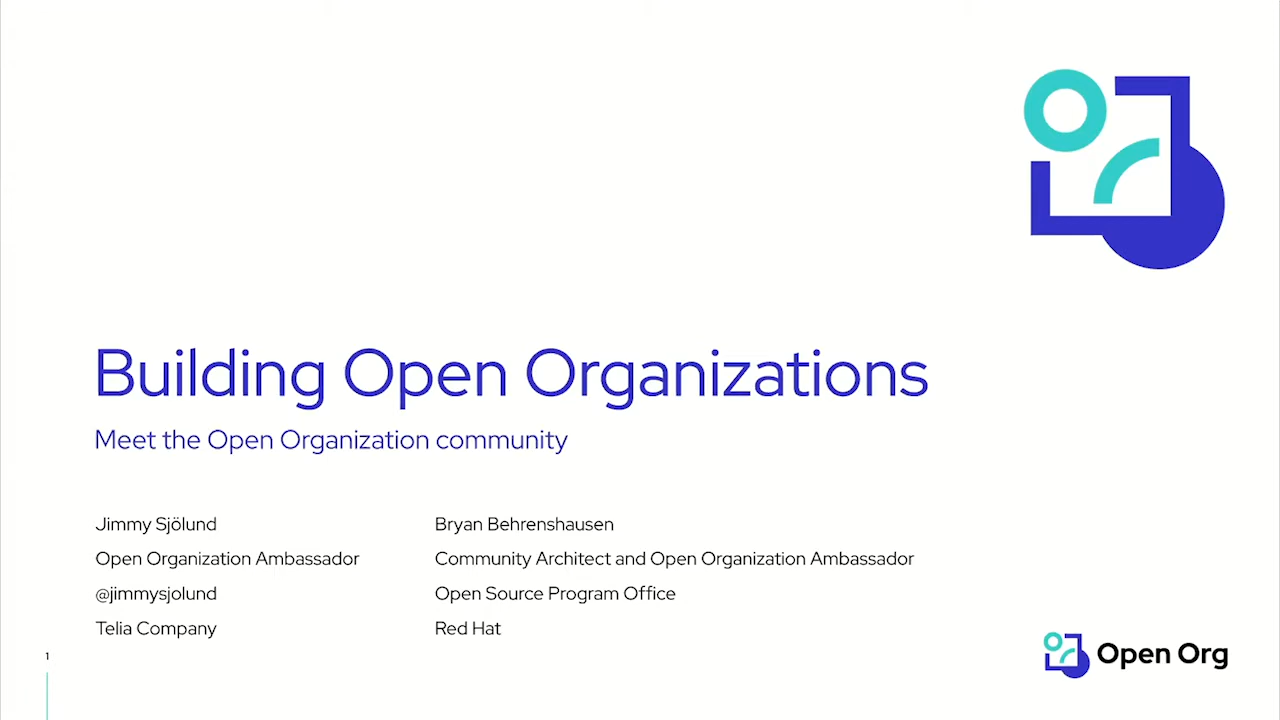 Building Open Organizations
Meet the Open Organization community
Jimmy Sjölund
Open Organization Ambassador
@jimmysjolund
Telia Company
Bryan Behrenshausen
Community Architect and Open Organization Ambassador
Open Source Program Office
Red Hat
1
Open Org